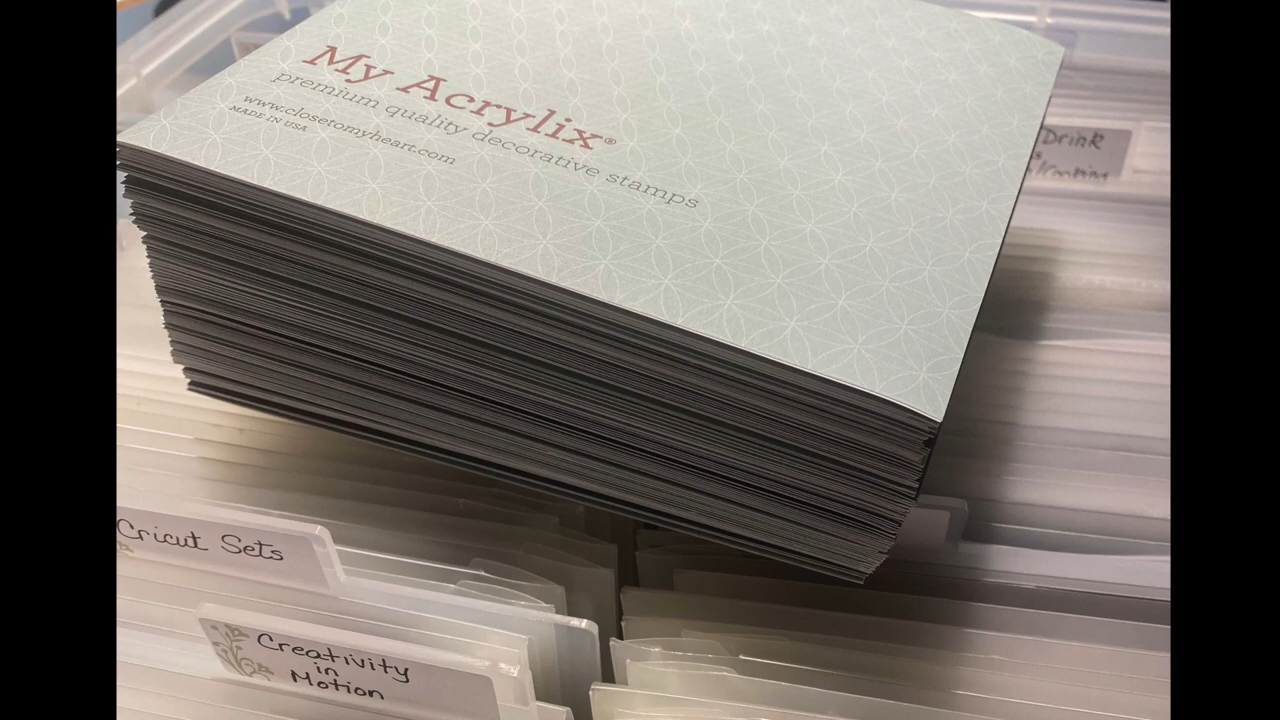 My Acrylix®
premium quality decorative stamps
www.closetomyheart.com
MADE IN USA
Drink
Cricut Sets
Creativity
in
Motion